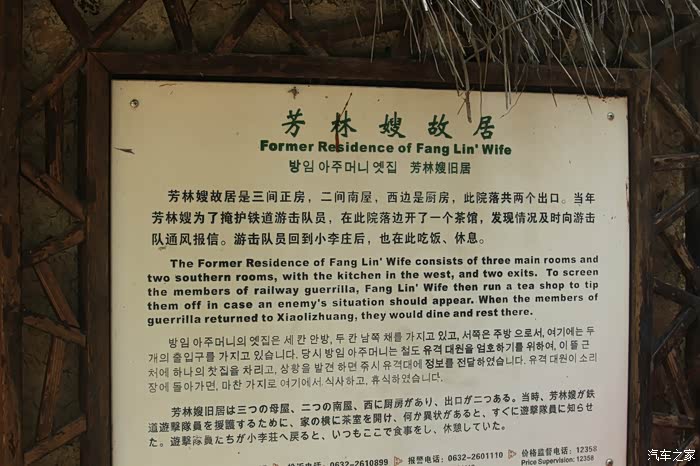 芳林嫂故居
Former Residence of Fang Lin' Wife
방임 아주머니 옛집 芳林嫂旧居
芳林嫂故居是三间正房，二间南屋，西边是厨房，此院落共两个出口。当年
芳林嫂为了掩护铁道游击队员，在此院落边开了一个茶馆，发现情况及时向游击
队通风报信。游击队员回到小李庄后，也在此吃饭、休息。
The Former Residence of Fang Lin' Wife consists of three main rooms and
two southern rooms, with the kitchen in the west, and two exits. To screen
the members of railway guerrilla, Fang Lin' Wife then run a tea shop to tip
them off in case an enemy's situation should appear. When the members of
guerrilla returned to Xiaolizhuang, they would dine and rest there.
방임 아주머니의 옛집은 세 칸 안방, 두 칸 남쪽 채를 가지고 있고, 서쪽은 주방 으로서, 여기에는 두
개의 출입구를 가지고 있습니다. 당시 방임 아주머니는 철도 유격 대원을 엄호하기를 위하여, 이 뜰 근
처에 하나의 찻집을 차리고, 상황을 발견 하면 즉시 유격대에 정보를 전달하였습니다. 유격 대원이 소리
장에 돌아가면, 마찬 가지로 여기에서 식사하고, 휴식하였습니다.
芳林嫂旧居は三つの母屋、二つの南屋、西に厨房があり、出口が二つある。当時、芳林嫂が鉄
道遊撃隊員を援護するために、家の横に茶室を開け、何か異状があると、すぐに遊撃隊員に知らせ
た。遊撃隊員たちが小李荘へ戻ると、いつもここで食事をし、休憩していた。
电话: 0632-2610899 报警电话: 0632-2601110 价格监督电话: 12358
Price Supervision: 12358
汽车之家